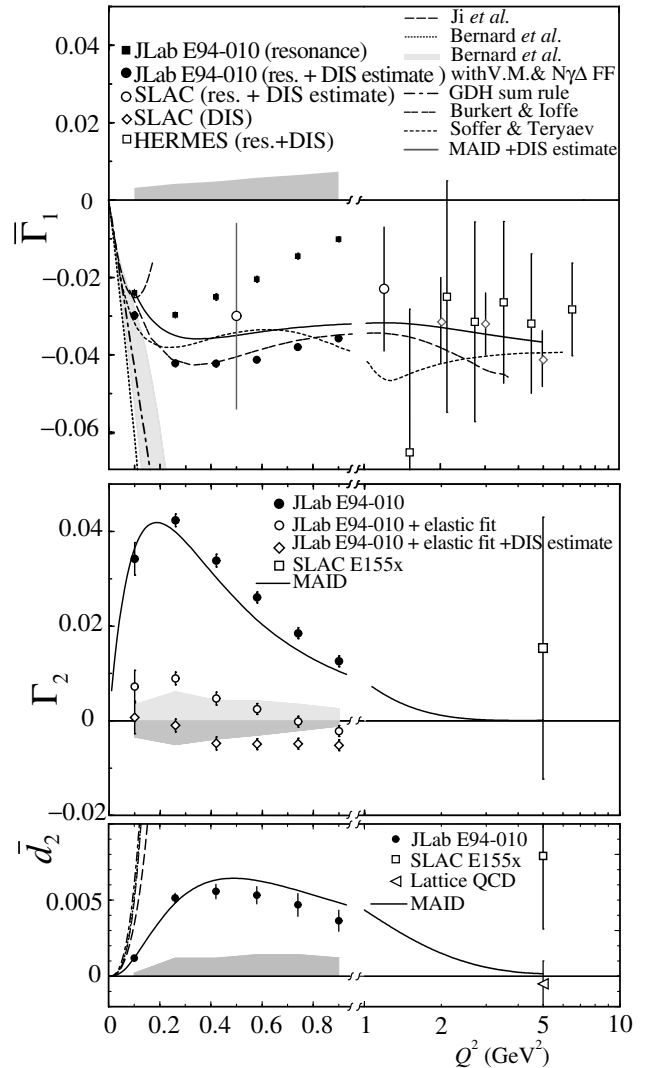 0.04
0.02
0
−0.02
−0.04
−0.06
Γ̅₁
JLab E94-010 (resonance)
JLab E94-010 (res. + DIS estimate )
SLAC (res. + DIS estimate)
SLAC (DIS)
HERMES (res.+DIS)
Ji et al.
Bernard et al.
Bernard et al.
withV.M.& NγΔ FF
GDH sum rule
Burkert & Ioffe
Soffer & Teryaev
MAID +DIS estimate
0.04
0.02
0
−0.02
Γ₂
JLab E94-010
JLab E94-010 + elastic fit
JLab E94-010 + elastic fit +DIS estimate
SLAC E155x
MAID
0.005
0
d̅₂
JLab E94-010
SLAC E155x
Lattice QCD
MAID
0 0.2 0.4 0.6 0.8 1 2 5 10
Q² (GeV²)